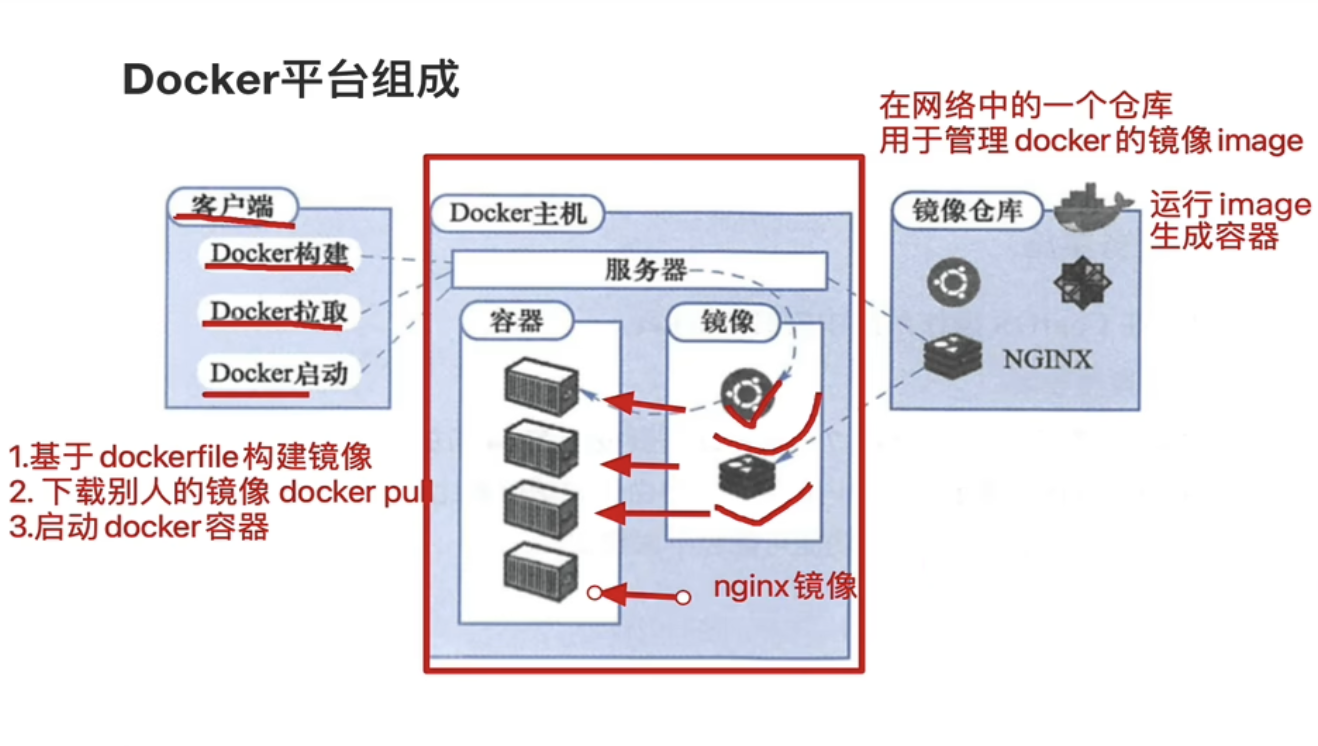 Docker平台组成
在网络中的一个仓库
用于管理docker的镜像image
运行image
生成容器
客户端
Docker构建
Docker拉取
Docker启动
Docker主机
服务器
容器
镜像
镜像仓库
NGINX
1.基于dockerfile构建镜像
2. 下载别人的镜像 docker pull
3.启动docker容器
nginx镜像